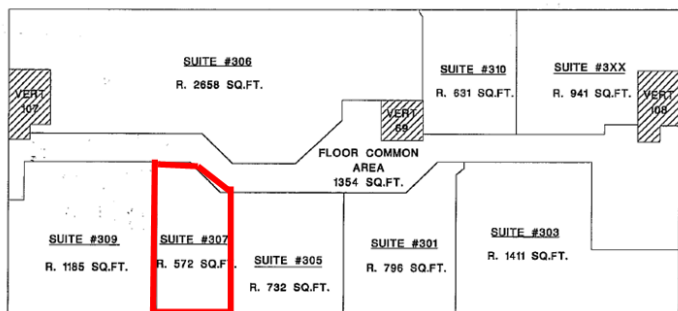 SUITE #306
R. 2658 SQ.FT.
SUITE #310
R. 631 SQ.FT.
SUITE #3XX
R. 941 SQ.FT.
VERT
107
VERT
69
VERT
108
FLOOR COMMON
AREA
1354 SQ.FT.
SUITE #309
R. 1185 SQ.FT.
SUITE #307
R. 572 SQ.FT.
SUITE #305
R. 732 SQ.FT.
SUITE #301
R. 796 SQ.FT.
SUITE #303
R. 1411 SQ.FT.